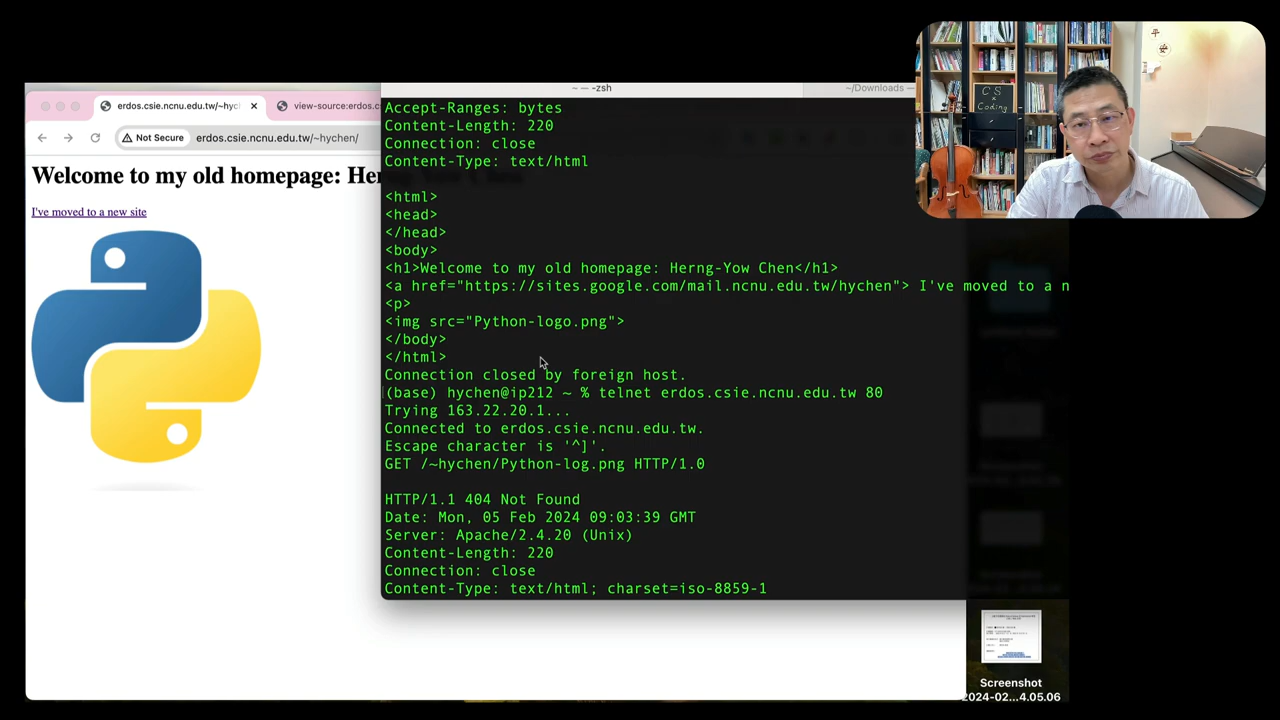 erdos.csie.ncnu.edu.tw/~hycl
view-source:erdos.c
Not Secure
erdos.csie.ncnu.edu.tw/~hychen/
Welcome to my old homepage: Herng-Yow Chen
I've moved to a new site
~ — -zsh
~/Downloads —
Accept-Ranges: bytes
Content-Length: 220
Connection: close
Content-Type: text/html
<html>
<head>
</head>
<body>
<h1>Welcome to my old homepage: Herng-Yow Chen</h1>
<a href="https://sites.google.com/mail.ncnu.edu.tw/hychen"> I've moved to a n
<p>
<img src="Python-logo.png">
</body>
</html>
Connection closed by foreign host.
(base) hychen@ip212 ~ % telnet erdos.csie.ncnu.edu.tw 80
Trying 163.22.20.1...
Connected to erdos.csie.ncnu.edu.tw.
Escape character is '^]'.
GET /~hychen/Python-log.png HTTP/1.0
HTTP/1.1 404 Not Found
Date: Mon, 05 Feb 2024 09:03:39 GMT
Server: Apache/2.4.20 (Unix)
Content-Length: 220
Connection: close
Content-Type: text/html; charset=iso-8859-1
平
安
CS
x
Coding
Screenshot
2024-02...4.05.06